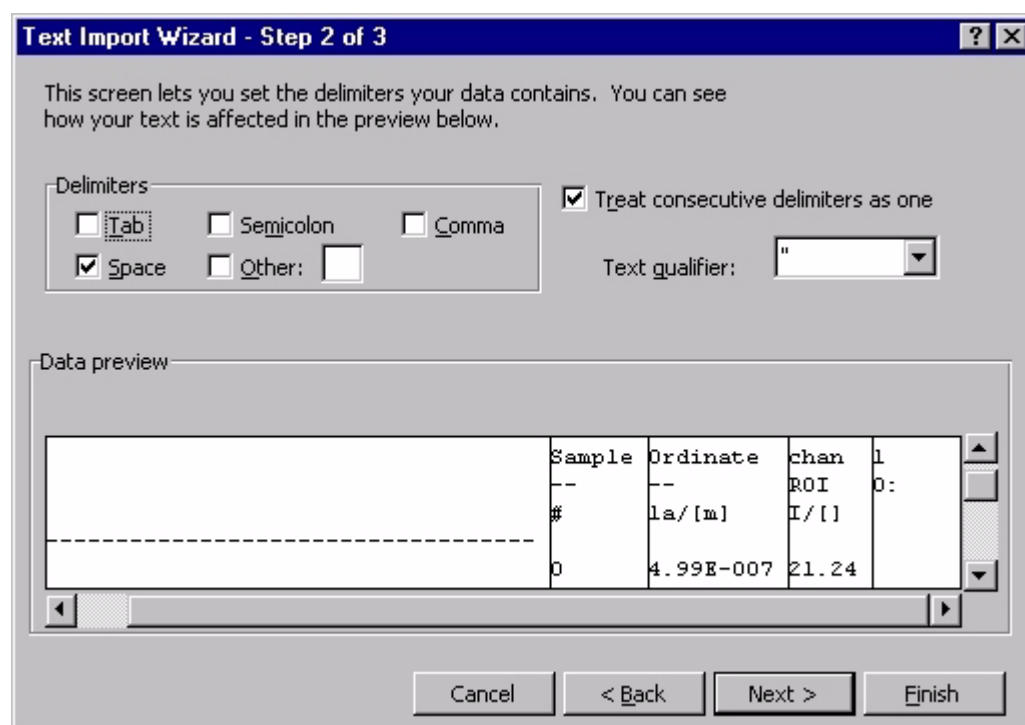 Text Import Wizard - Step 2 of 3
This screen lets you set the delimiters your data contains. You can see
how your text is affected in the preview below.
Delimiters
Treat consecutive delimiters as one
Tab Semicolon Comma
Space Other:
Text qualifier: "
Data preview
Sample Ordinate chan 1
-- -- ROI 0:
# la/[m] I/[]
-----------------------------------
0 4.99E-007 21.24
Cancel < Back Next > Finish